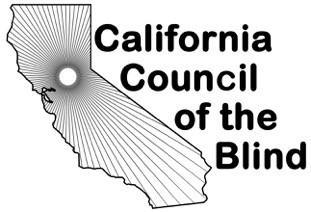 California
Council
of the
Blind